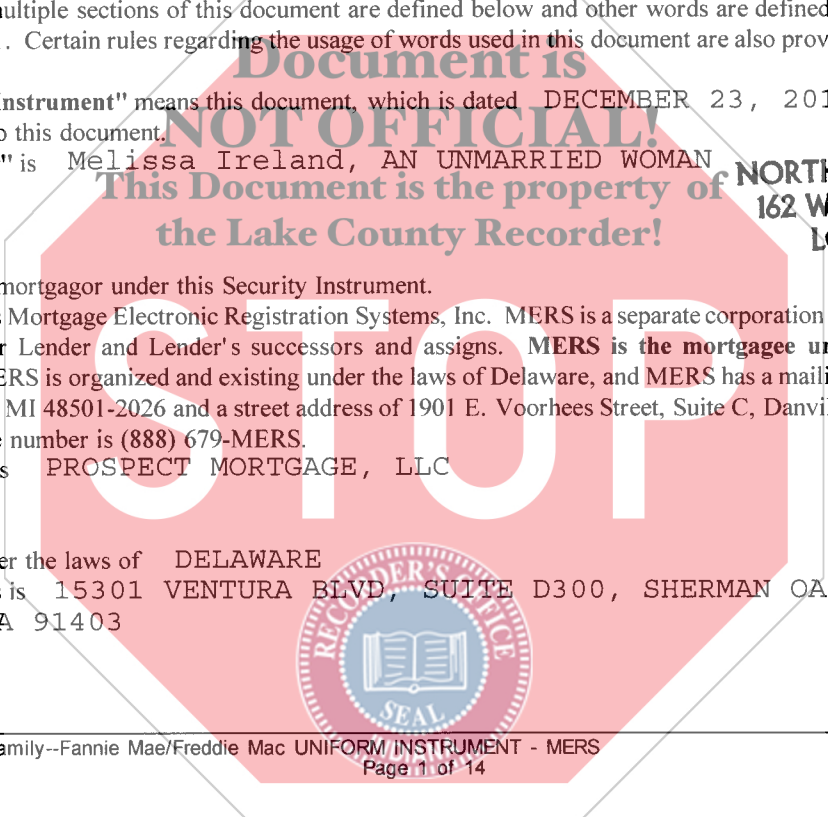 ultiple sections of this document are defined below and other words are defined
. Certain rules regarding the usage of words used in this document are also prov
Document is
Instrument" means this document, which is dated DECEMBER 23, 201
o this document.
NOT OFFICIAL!
" is Melissa Ireland, AN UNMARRIED WOMAN
NORTH
This Document is the property of
162 W
the Lake County Recorder!
LO
mortgagor under this Security Instrument.
s Mortgage Electronic Registration Systems, Inc. MERS is a separate corporation
r Lender and Lender's successors and assigns. MERS is the mortgagee un
ERS is organized and existing under the laws of Delaware, and MERS has a maili
MI 48501-2026 and a street address of 1901 E. Voorhees Street, Suite C, Danvil
e number is (888) 679-MERS.
s PROSPECT MORTGAGE, LLC
STOP
er the laws of DELAWARE
s is 15301 VENTURA BLVD, SUITE D300, SHERMAN OA
A 91403
RECORDER'S OFFICE
SEAL
amily--Fannie Mae/Freddie Mac UNIFORM INSTRUMENT - MERS
Page 1 of 14